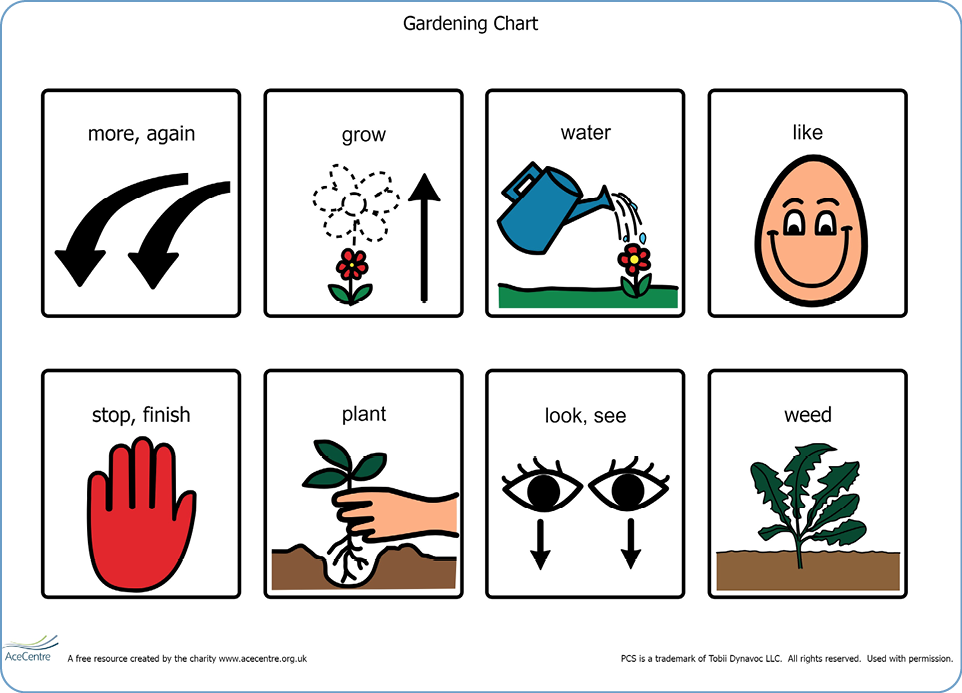 Gardening Chart
more, again
grow
water
like
stop, finish
plant
look, see
weed
AceCentre
A free resource created by the charity www.acecentre.org.uk
PCS is a trademark of Tobii Dynavoc LLC. All rights reserved. Used with permission.